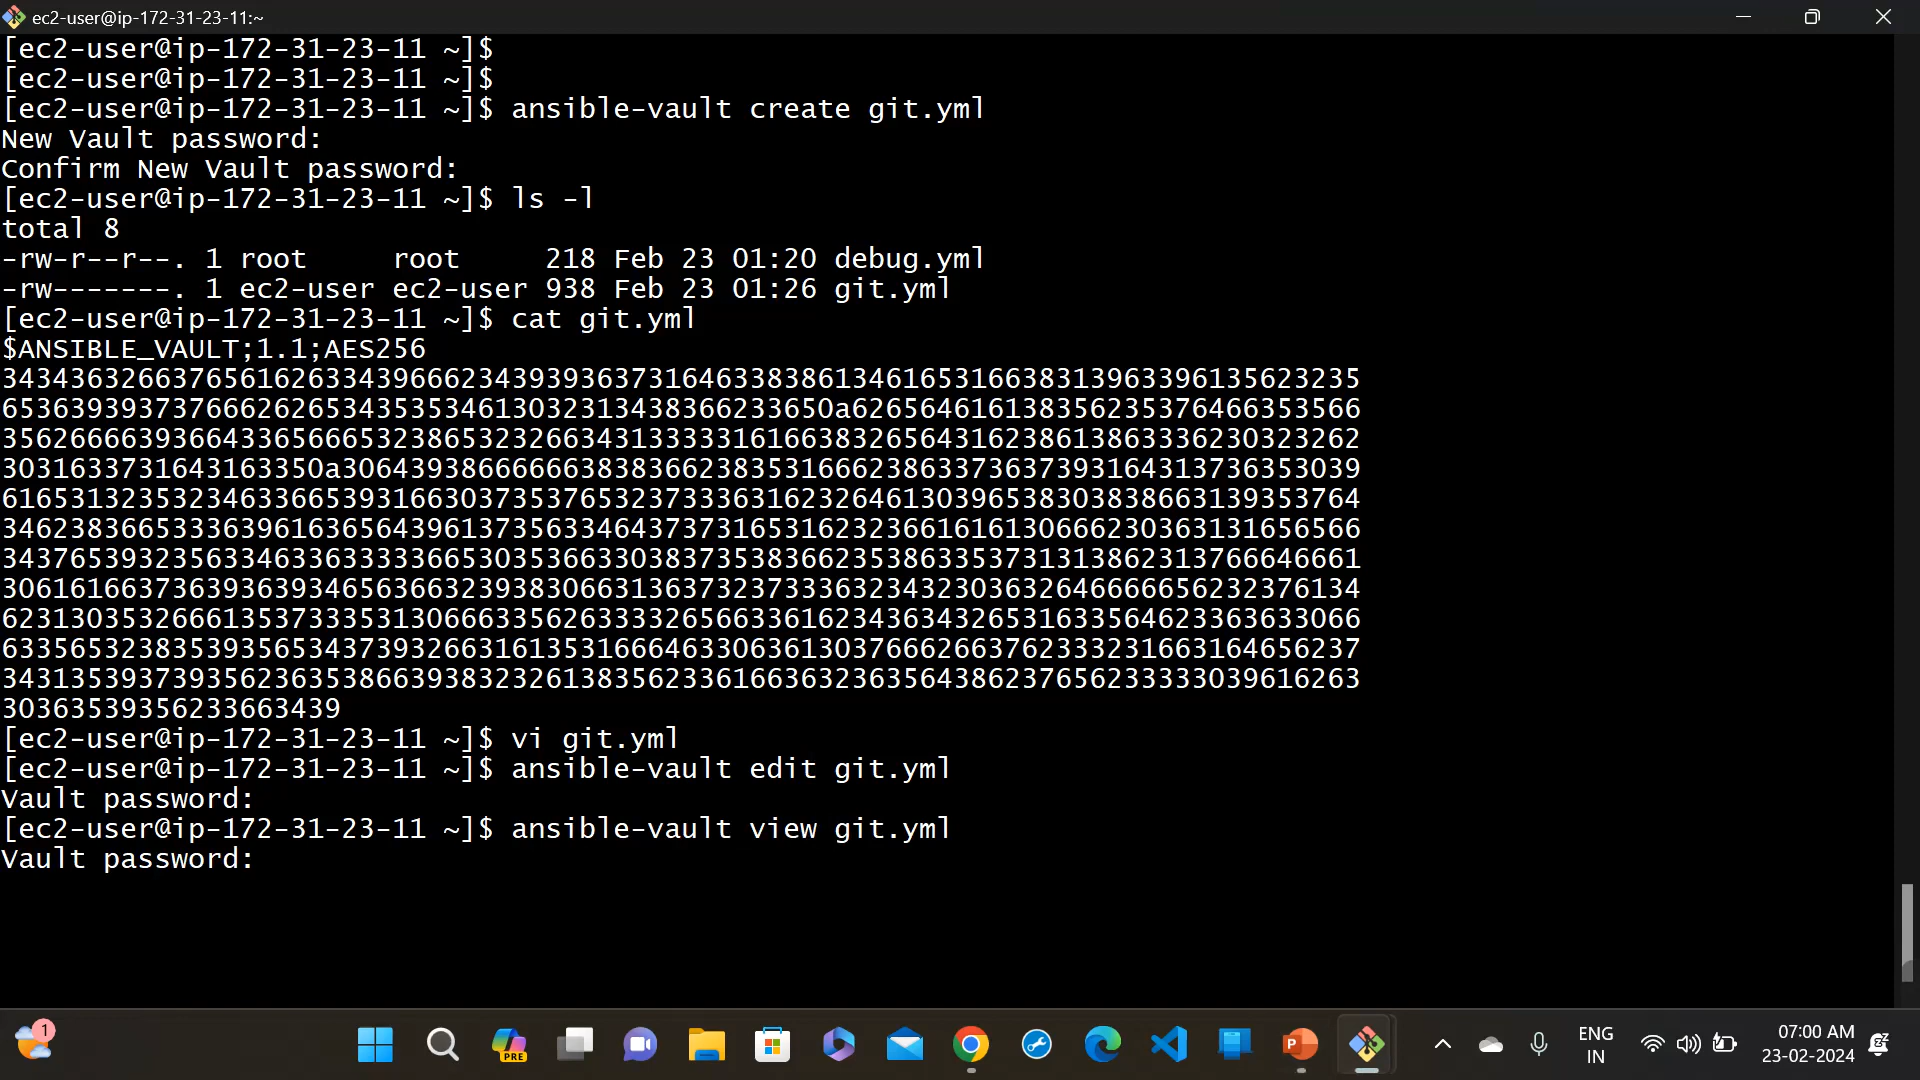 ec2-user@ip-172-31-23-11:~
[ec2-user@ip-172-31-23-11 ~]$
[ec2-user@ip-172-31-23-11 ~]$
[ec2-user@ip-172-31-23-11 ~]$ ansible-vault create git.yml
New Vault password:
Confirm New Vault password:
[ec2-user@ip-172-31-23-11 ~]$ ls -l
total 8
-rw-r--r--. 1 root     root     218 Feb 23 01:20 debug.yml
-rw-------. 1 ec2-user ec2-user 938 Feb 23 01:26 git.yml
[ec2-user@ip-172-31-23-11 ~]$ cat git.yml
$ANSIBLE_VAULT;1.1;AES256
34343632663765616263343966623439393637316463383861346165316638313963396135623235
6536393937376662626534353534613032313438366233650a626564616138356235376466353566
35626666393664336566653238653232663431333331616638326564316238613863336230323262
3031633731643163350a306439386666663838366238353166623863373637393164313736353039
61653132353234633665393166303735376532373336316232646130396538303838663139353764
34623836653336396163656439613735633464373731653162323661616130666230363131656566
34376539323563346336333336653035366330383735383662353863353731313862313766646661
30616166373639363934656366323938306631363732373336323432303632646666656232376134
62313035326661353733353130666335626333326566336162343634326531633564623363633066
63356532383539356534373932663161353166646330636130376662663762333231663164656237
34313539373935623635386639383232613835623361663632363564386237656233333039616263
30363539356233663439
[ec2-user@ip-172-31-23-11 ~]$ vi git.yml
[ec2-user@ip-172-31-23-11 ~]$ ansible-vault edit git.yml
Vault password:
[ec2-user@ip-172-31-23-11 ~]$ ansible-vault view git.yml
Vault password:
1
PRE
P
ENG
IN
07:00 AM
23-02-2024